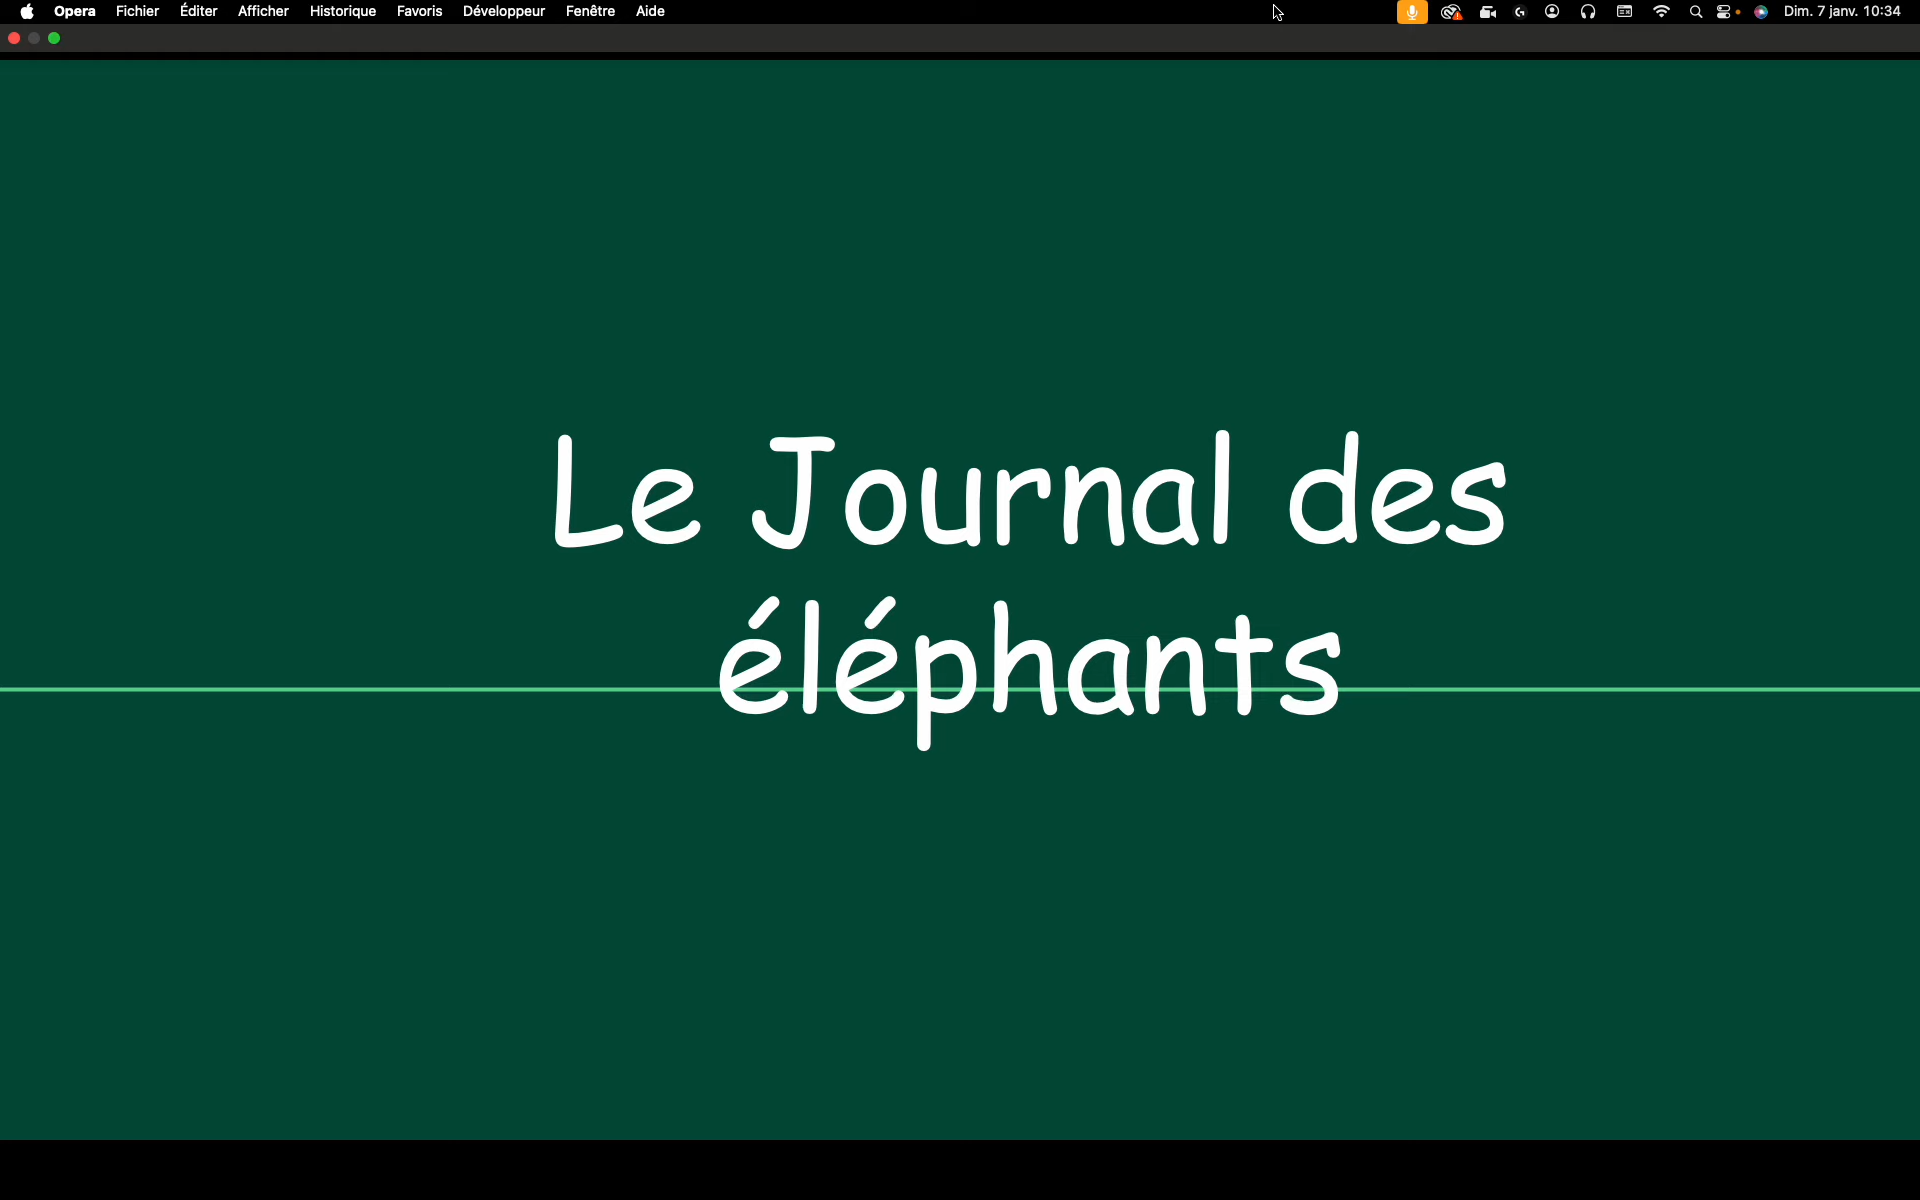 Opera Fichier Éditer Afficher Historique Favoris Développeur Fenêtre Aide Dim. 7 janv. 10:34
Le Journal des
éléphants